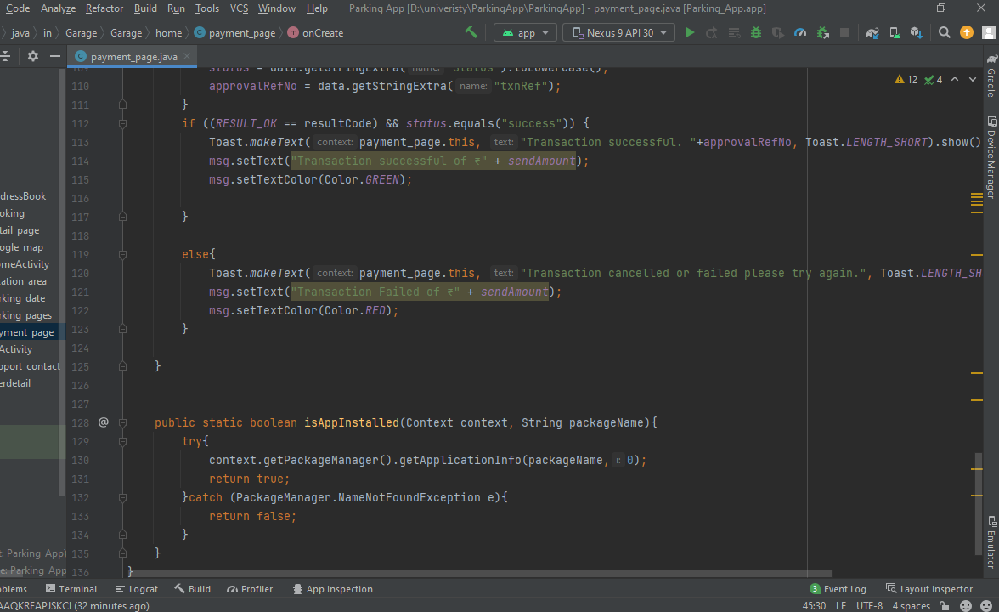 Code Analyze Refactor Build Run Tools VCS Window Help Parking App [D:\univeristy\ParkingApp\ParkingApp] - payment_page.java [Parking_App.app]
java in Garage Garage home C payment_page m onCreate app Nexus 9 API 30
C payment_page.java
109 status = data.getStringExtra( name: "Status").toLowerCase();
110 approvalRefNo = data.getStringExtra( name: "txnRef");
12 4
111 }
112 if ((RESULT_OK == resultCode) && status.equals("success")) {
113 Toast.makeText( context: payment_page.this, text: "Transaction successful. "+approvalRefNo, Toast.LENGTH_SHORT).show()
114 msg.setText("Transaction successful of ₹" + sendAmount);
115 msg.setTextColor(Color.GREEN);
116
117 }
118
119 else{
120 Toast.makeText( context: payment_page.this, text: "Transaction cancelled or failed please try again.", Toast.LENGTH_SH
121 msg.setText("Transaction Failed of ₹" + sendAmount);
122 msg.setTextColor(Color.RED);
123 }
124
125 }
126
127
128 @ public static boolean isAppInstalled(Context context, String packageName){
129 try{
130 context.getPackageManager().getApplicationInfo(packageName, i: 0);
131 return true;
132 }catch (PackageManager.NameNotFoundException e){
133 return false;
134 }
135 }
136 }
dressBook
oking
tail_page
ogle_map
omeActivity
cation_area
rking_date
rking_pages
yment_page
Activity
pport_contact
erdetail
t: Parking_App)
e: Parking_App
Gradle
Device Manager
Emulator
oblems Terminal Logcat Build Profiler App Inspection 3 Event Log Layout Inspector
AAQKREAPJSKCI (32 minutes ago) 45:30 LF UTF-8 4 spaces